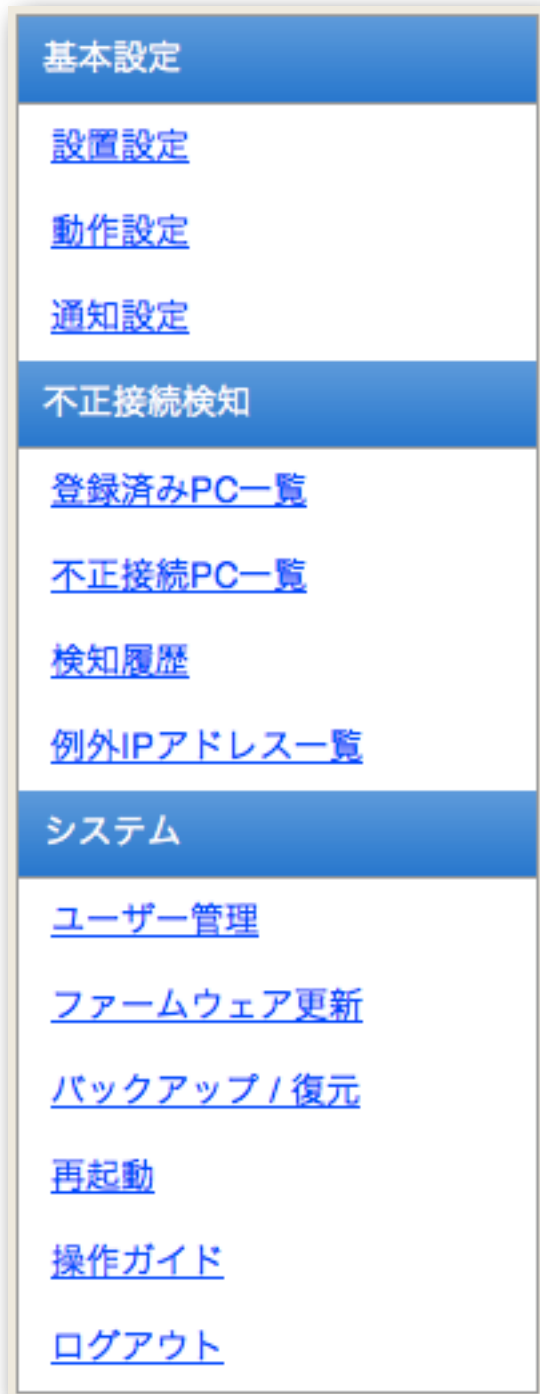 基本設定
設置設定
動作設定
通知設定
不正接続検知
登録済みPC一覧
不正接続PC一覧
検知履歴
例外IPアドレス一覧
システム
ユーザー管理
ファームウェア更新
バックアップ / 復元
再起動
操作ガイド
ログアウト